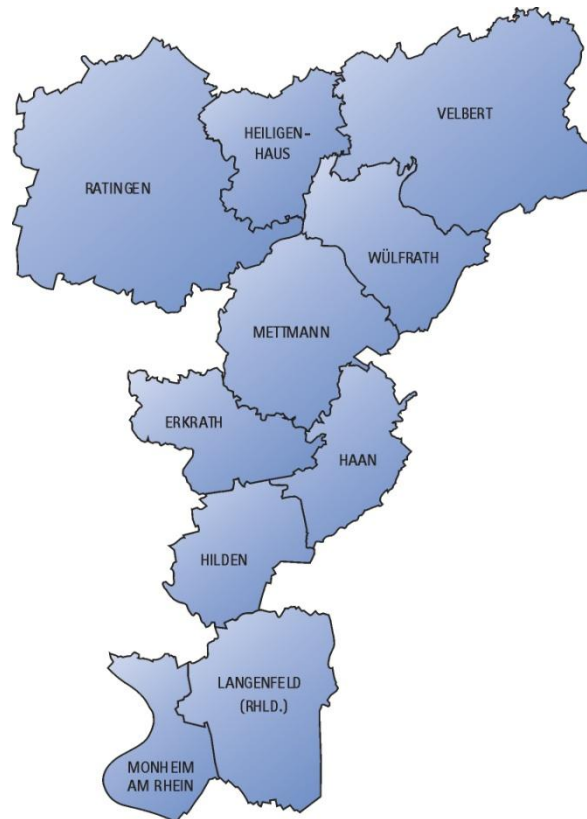 VELBERT
HEILIGEN-
HAUS
RATINGEN
WÜLFRATH
METTMANN
ERKRATH
HAAN
HILDEN
LANGENFELD
(RHLD.)
MONHEIM
AM RHEIN